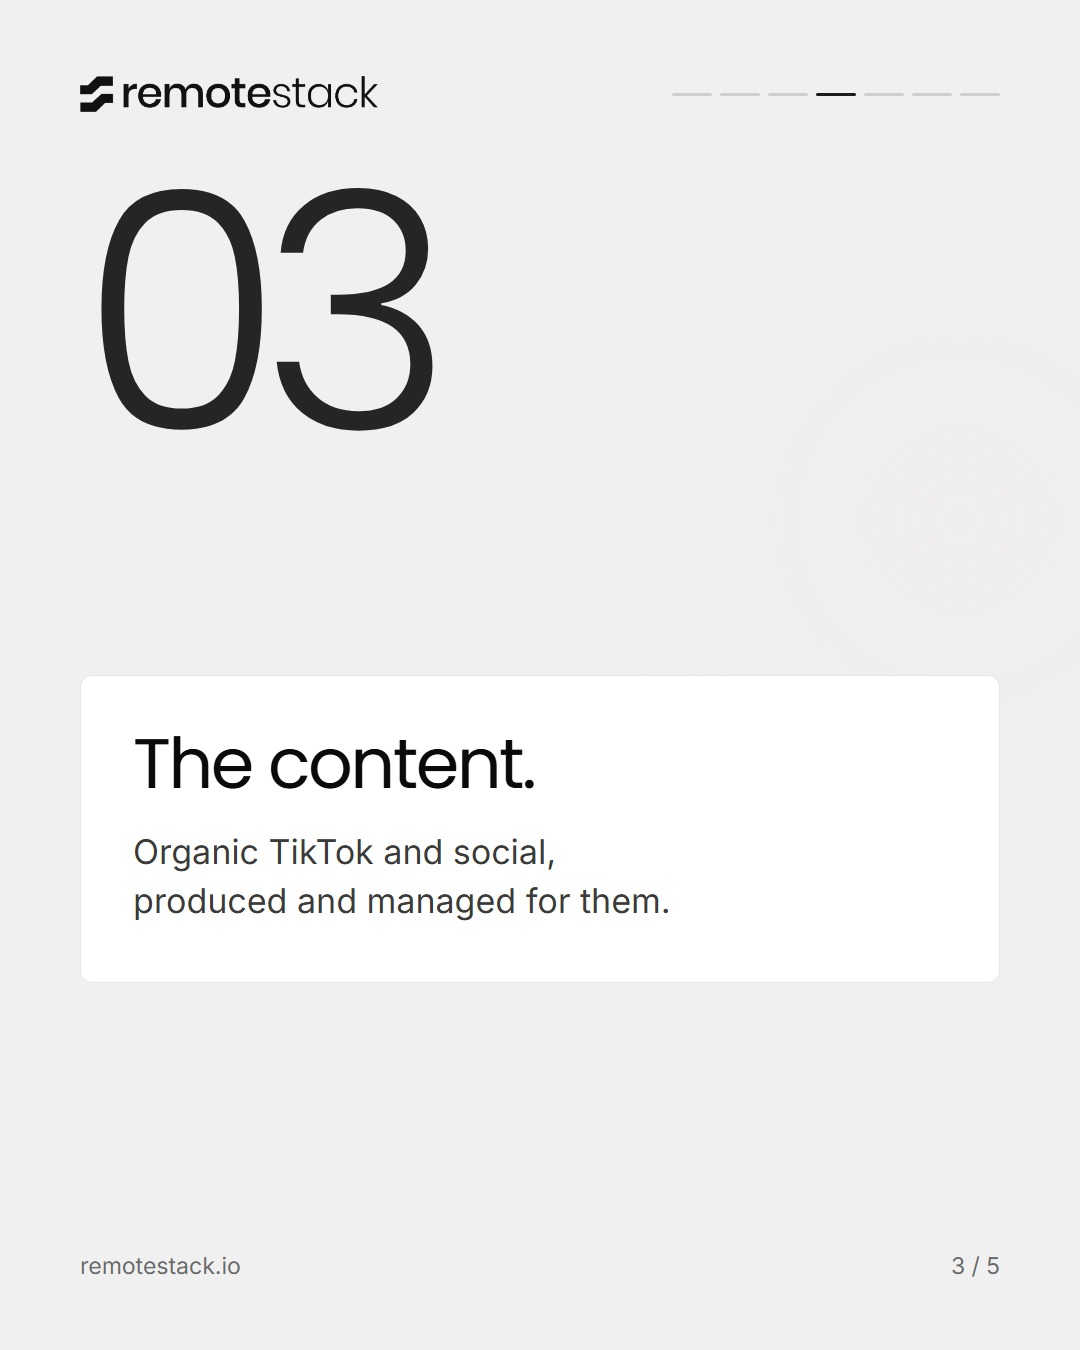 remotestack
03
The content.
Organic TikTok and social,
produced and managed for them.
remotestack.io
3 / 5